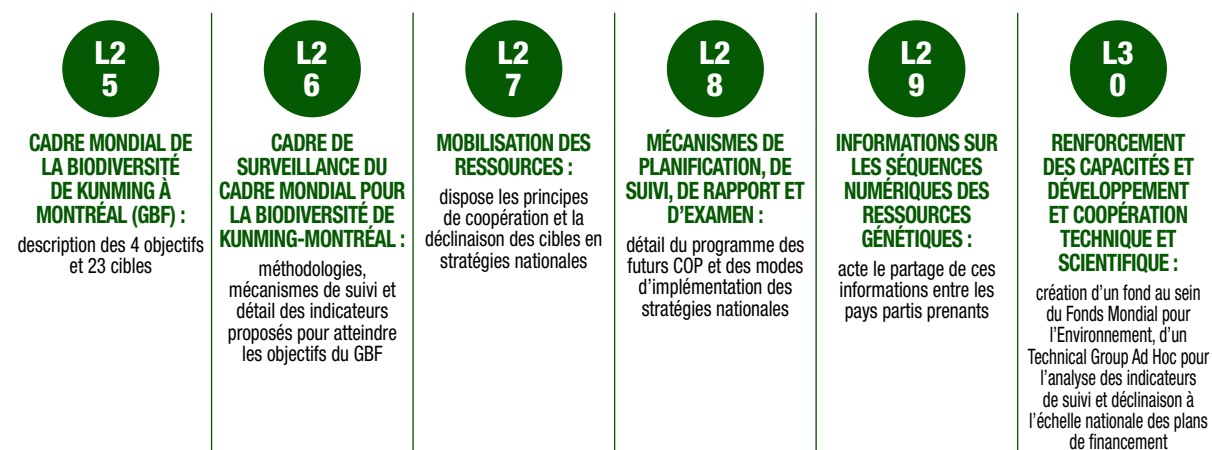 L2
5
CADRE MONDIAL DE
LA BIODIVERSITÉ
DE KUNMING À
MONTRÉAL (GBF) :
description des 4 objectifs
et 23 cibles
L2
6
CADRE DE
SURVEILLANCE DU
CADRE MONDIAL POUR
LA BIODIVERSITÉ DE
KUNMING-MONTRÉAL :
méthodologies,
mécanismes de suivi et
détail des indicateurs
proposés pour atteindre
les objectifs du GBF
L2
7
MOBILISATION DES
RESSOURCES :
dispose les principes
de coopération et la
déclinaison des cibles en
stratégies nationales
L2
8
MÉCANISMES DE
PLANIFICATION, DE
SUIVI, DE RAPPORT ET
D'EXAMEN :
détail du programme des
futurs COP et des modes
d'implémentation des
stratégies nationales
L2
9
INFORMATIONS SUR
LES SÉQUENCES
NUMÉRIQUES DES
RESSOURCES
GÉNÉTIQUES :
acte le partage de ces
informations entre les
pays partis prenants
L3
0
RENFORCEMENT
DES CAPACITÉS ET
DÉVELOPPEMENT
ET COOPÉRATION
TECHNIQUE ET
SCIENTIFIQUE :
création d'un fond au sein
du Fonds Mondial pour
l'Environnement, d'un
Technical Group Ad Hoc pour
l'analyse des indicateurs
de suivi et déclinaison à
l'échelle nationale des plans
de financement